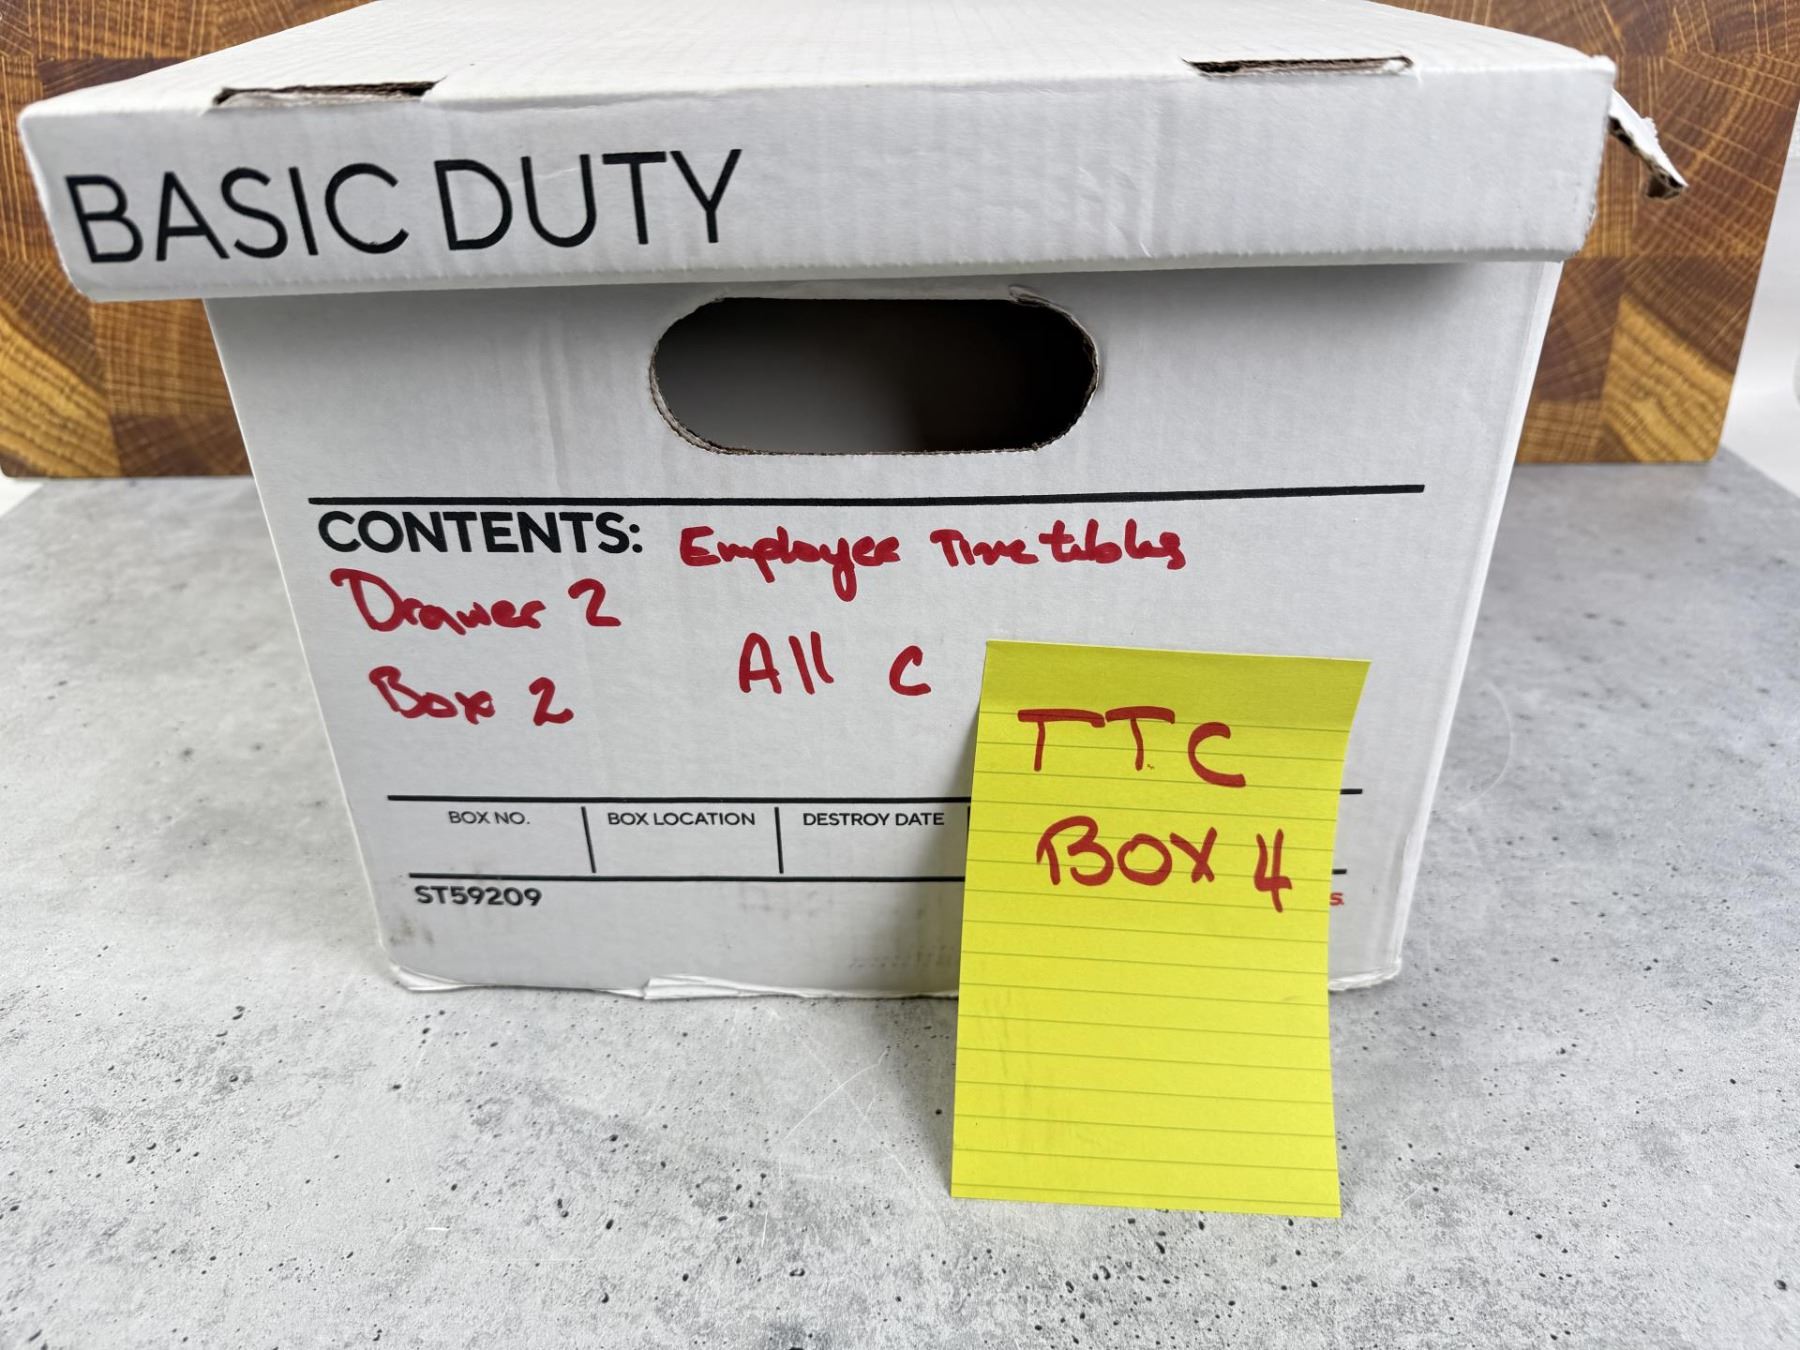 BASIC DUTY
CONTENTS: Employee Timetables
Drawer 2
All C
Box 2
TTC
BOX 4
BOX NO. BOX LOCATION DESTROY DATE
ST59209